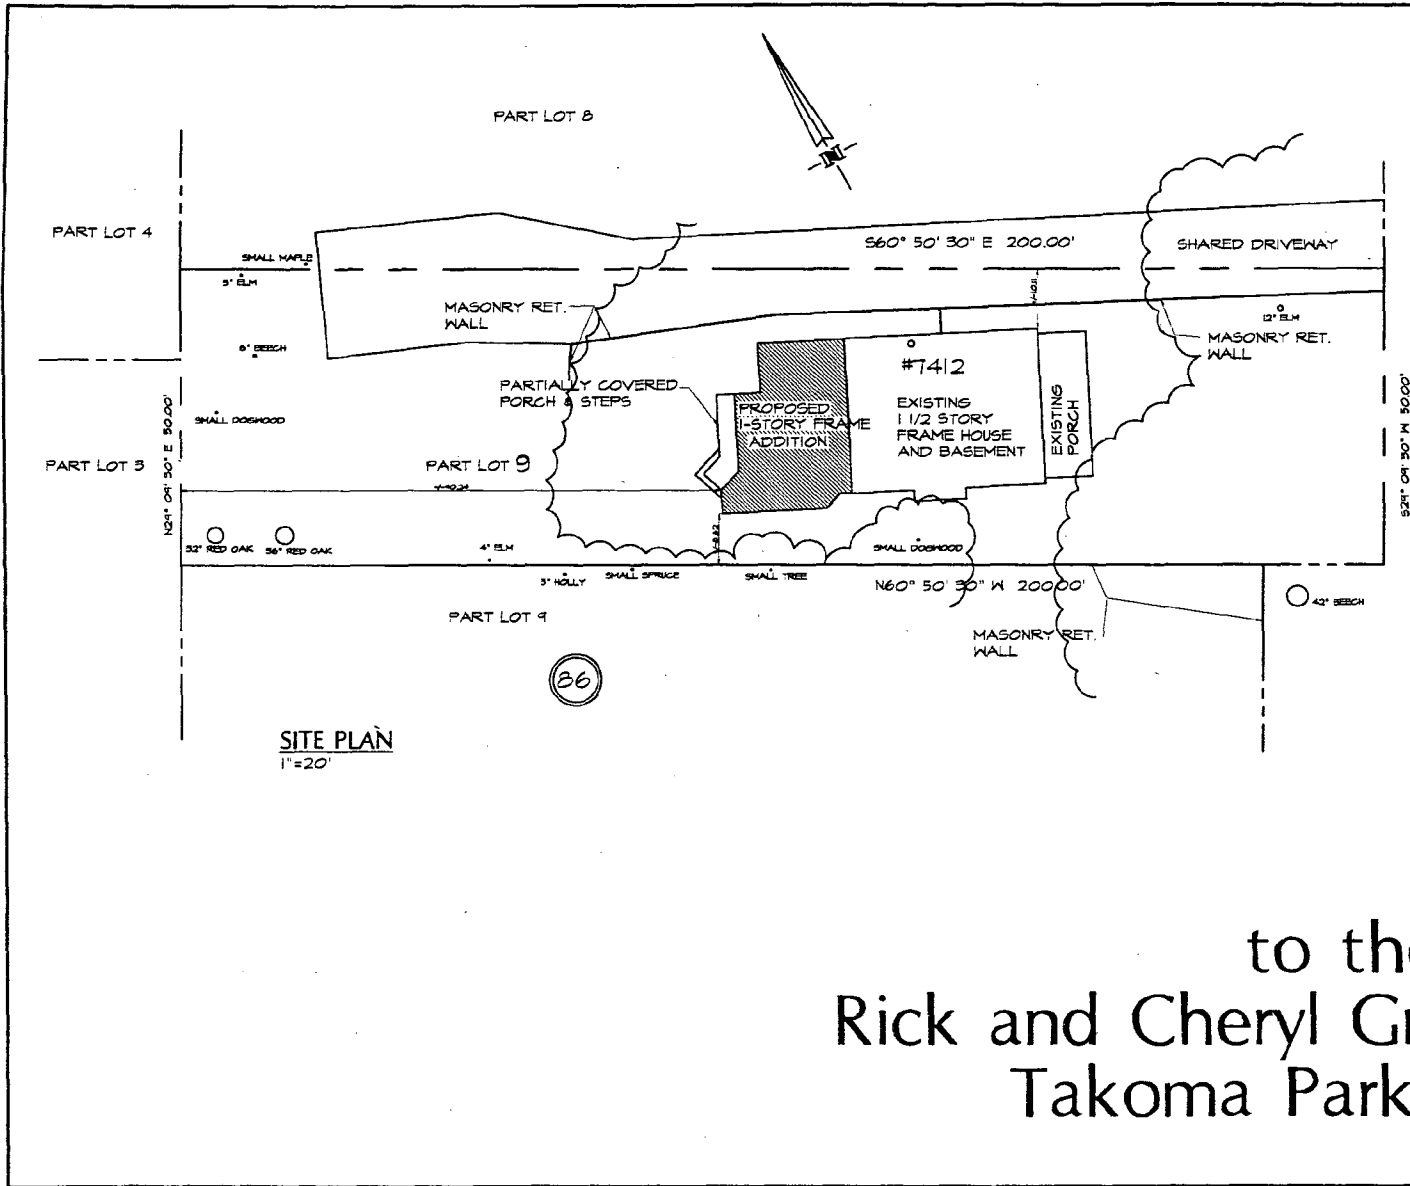 PART LOT 8
N
PART LOT 4
S60° 50' 30" E 200.00'
SHARED DRIVEWAY
SMALL MAPLE
MASONRY RET.
WALL
12" ELM
MASONRY RET.
WALL
#7412
PARTIALLY COVERED
PORCH & STEPS
PROPOSED
1-STORY FRAME
ADDITION
EXISTING
1 1/2 STORY
FRAME HOUSE
AND BASEMENT
EXISTING
PORCH
SMALL DOGWOOD
N29° 09' 30" E 50.00'
S29° 09' 30" W 50.00'
PART LOT 3
PART LOT 9
32" RED OAK
36" RED OAK
4" ELM
3" HOLLY
SMALL SPRUCE
SMALL TREE
SMALL DOGWOOD
N60° 50' 30" W 200.00'
42" BEECH
PART LOT 9
MASONRY RET.
WALL
86
SITE PLAN
1"=20'
to the
Rick and Cheryl Gr
Takoma Park